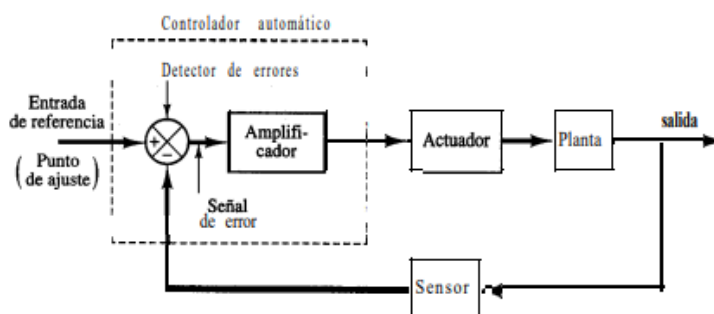 Controlador automático
Detector de errores
Entrada
de referencia
(Punto
de ajuste)
+
−
Amplifi-
cador
Señal
de error
Actuador
Planta
salida
Sensor